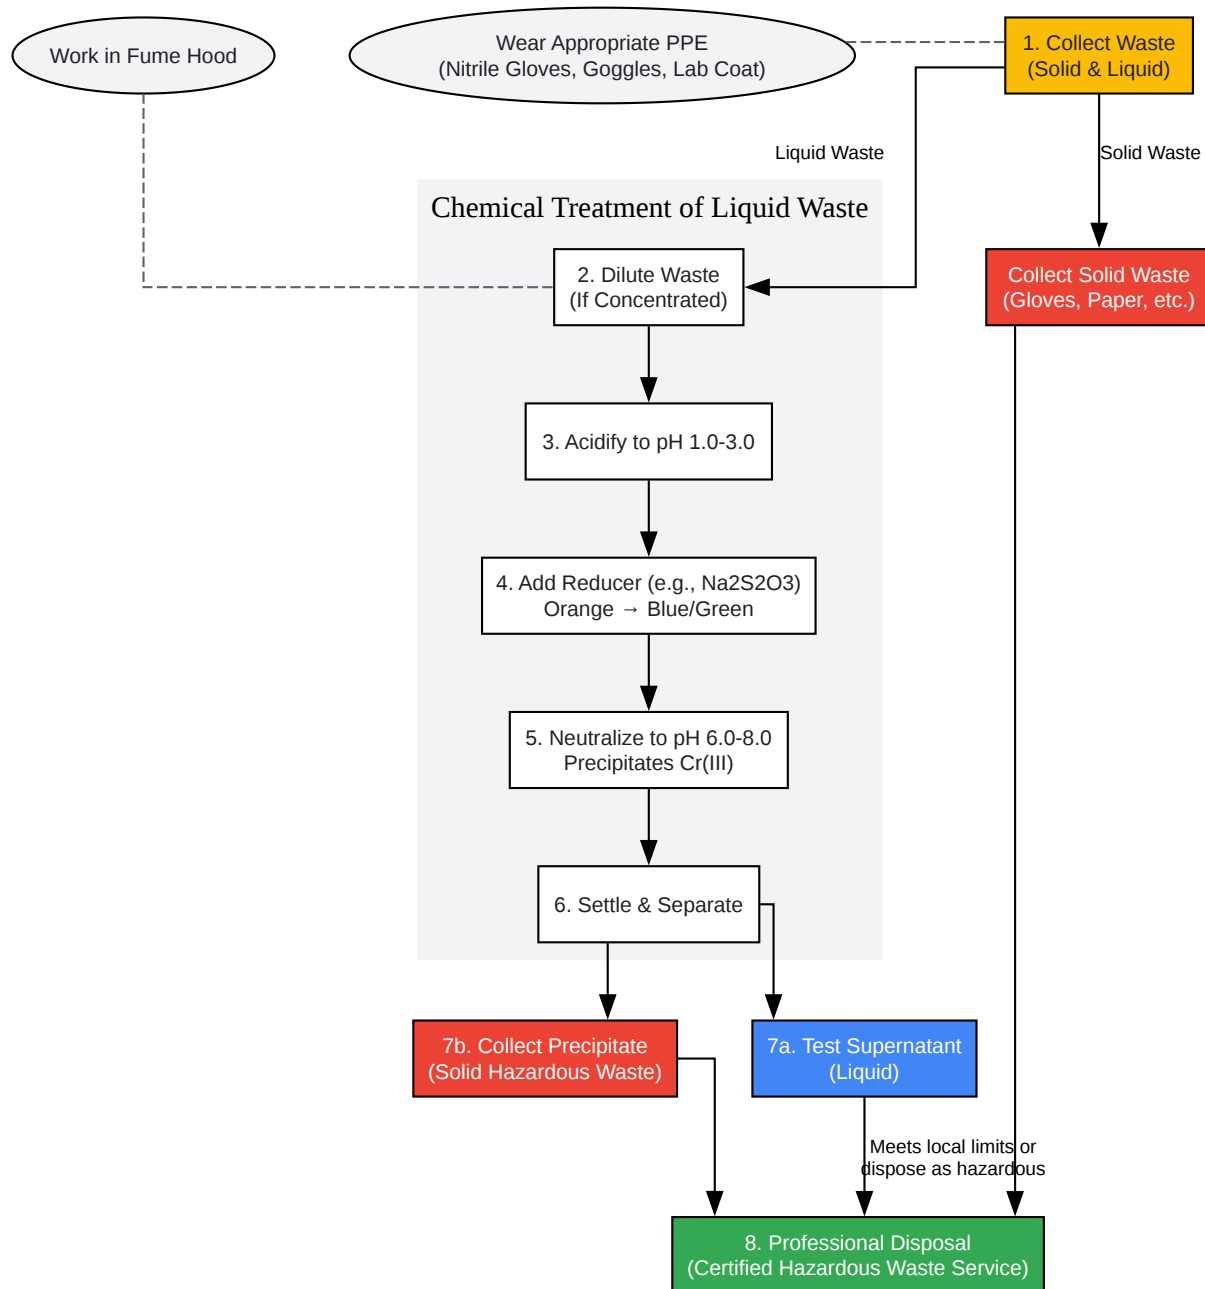 Work in Fume Hood
Wear Appropriate PPE
(Nitrile Gloves, Goggles, Lab Coat)
1. Collect Waste
(Solid & Liquid)
Liquid Waste
Solid Waste
Chemical Treatment of Liquid Waste
2. Dilute Waste
(If Concentrated)
Collect Solid Waste
(Gloves, Paper, etc.)
3. Acidify to pH 1.0-3.0
4. Add Reducer (e.g., Na2S2O3)
Orange → Blue/Green
5. Neutralize to pH 6.0-8.0
Precipitates Cr(III)
6. Settle & Separate
7b. Collect Precipitate
(Solid Hazardous Waste)
7a. Test Supernatant
(Liquid)
Meets local limits or
dispose as hazardous
8. Professional Disposal
(Certified Hazardous Waste Service)